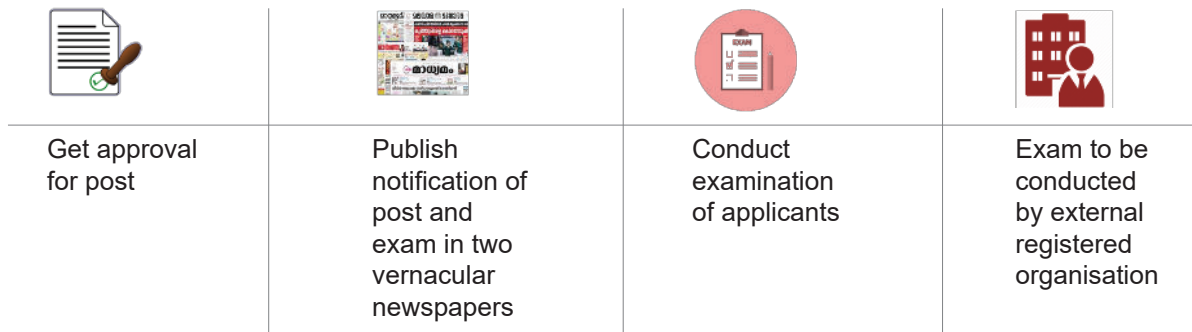 മാധ്യമം
EXAM
Get approval
for post
Publish
notification of
post and
exam in two
vernacular
newspapers
Conduct
examination
of applicants
Exam to be
conducted
by external
registered
organisation